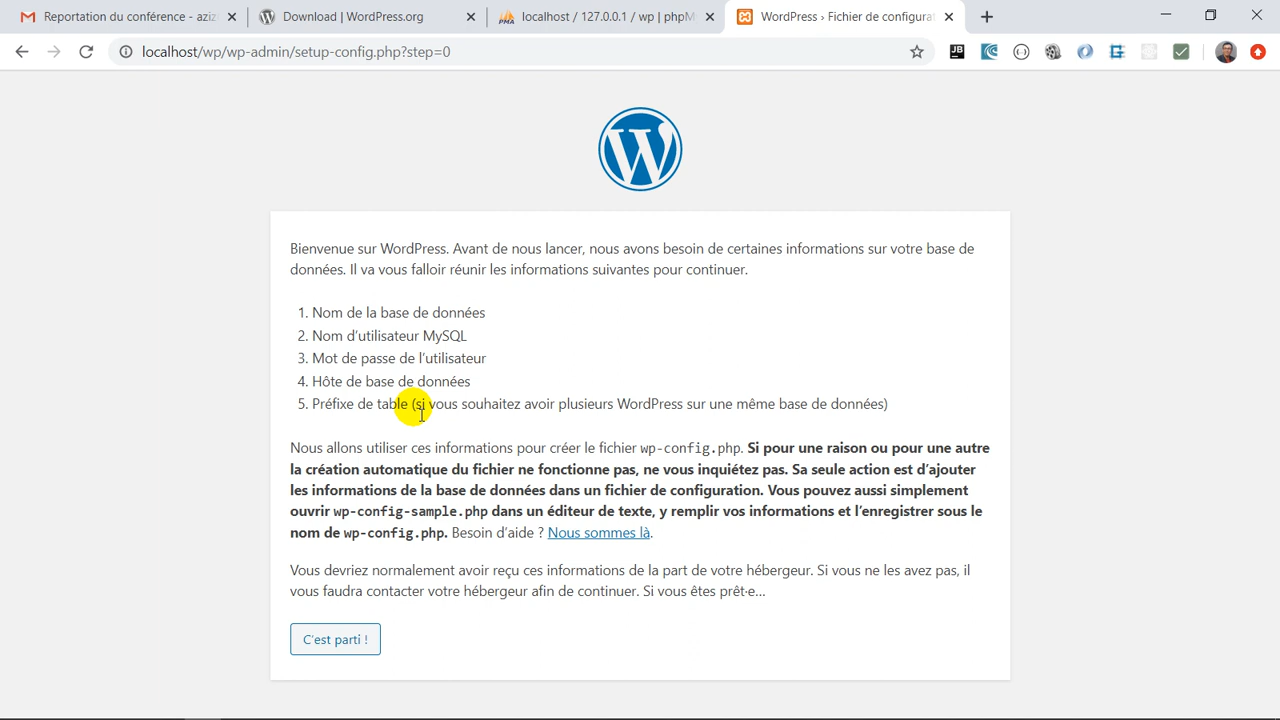 Reportation du conférence - aziz
Download | WordPress.org
localhost / 127.0.0.1 / wp | phpM
WordPress › Fichier de configurat
localhost/wp/wp-admin/setup-config.php?step=0
Bienvenue sur WordPress. Avant de nous lancer, nous avons besoin de certaines informations sur votre base de
données. Il va vous falloir réunir les informations suivantes pour continuer.
1. Nom de la base de données
2. Nom d’utilisateur MySQL
3. Mot de passe de l’utilisateur
4. Hôte de base de données
5. Préfixe de table (si vous souhaitez avoir plusieurs WordPress sur une même base de données)
Nous allons utiliser ces informations pour créer le fichier wp-config.php. Si pour une raison ou pour une autre
la création automatique du fichier ne fonctionne pas, ne vous inquiétez pas. Sa seule action est d’ajouter
les informations de la base de données dans un fichier de configuration. Vous pouvez aussi simplement
ouvrir wp-config-sample.php dans un éditeur de texte, y remplir vos informations et l’enregistrer sous le
nom de wp-config.php. Besoin d’aide ? Nous sommes là.
Vous devriez normalement avoir reçu ces informations de la part de votre hébergeur. Si vous ne les avez pas, il
vous faudra contacter votre hébergeur afin de continuer. Si vous êtes prêt·e…
C’est parti !